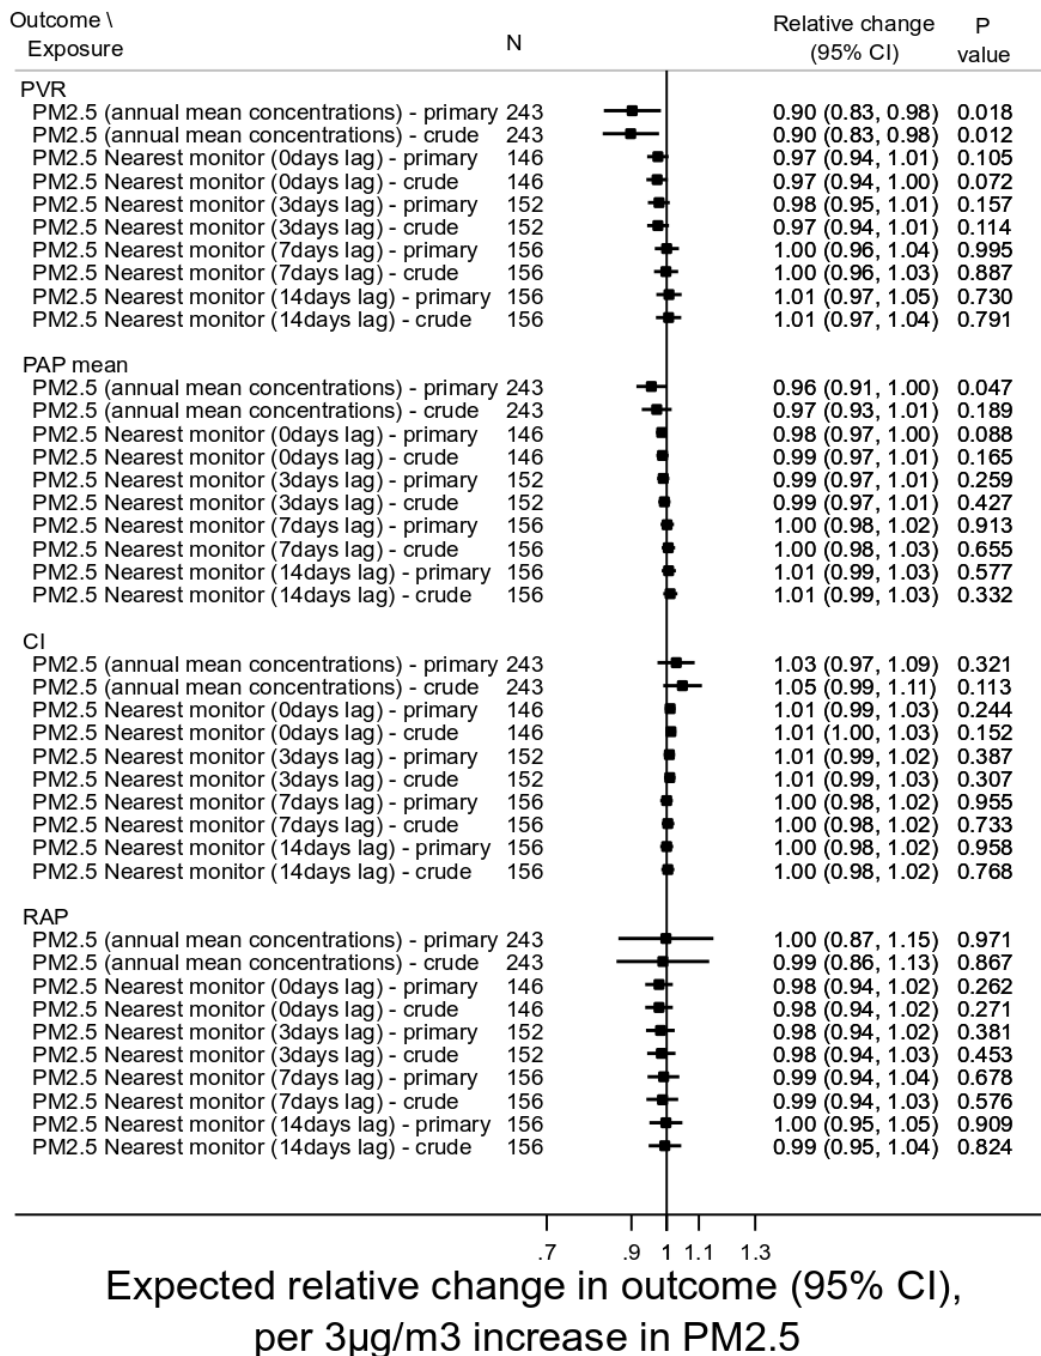 Outcome \ Exposure N Relative change (95% CI) P value
PVR
PM2.5 (annual mean concentrations) - primary 243 0.90 (0.83, 0.98) 0.018
PM2.5 (annual mean concentrations) - crude 243 0.90 (0.83, 0.98) 0.012
PM2.5 Nearest monitor (0days lag) - primary 146 0.97 (0.94, 1.01) 0.105
PM2.5 Nearest monitor (0days lag) - crude 146 0.97 (0.94, 1.00) 0.072
PM2.5 Nearest monitor (3days lag) - primary 152 0.98 (0.95, 1.01) 0.157
PM2.5 Nearest monitor (3days lag) - crude 152 0.97 (0.94, 1.01) 0.114
PM2.5 Nearest monitor (7days lag) - primary 156 1.00 (0.96, 1.04) 0.995
PM2.5 Nearest monitor (7days lag) - crude 156 1.00 (0.96, 1.03) 0.887
PM2.5 Nearest monitor (14days lag) - primary 156 1.01 (0.97, 1.05) 0.730
PM2.5 Nearest monitor (14days lag) - crude 156 1.01 (0.97, 1.04) 0.791
PAP mean
PM2.5 (annual mean concentrations) - primary 243 0.96 (0.91, 1.00) 0.047
PM2.5 (annual mean concentrations) - crude 243 0.97 (0.93, 1.01) 0.189
PM2.5 Nearest monitor (0days lag) - primary 146 0.98 (0.97, 1.00) 0.088
PM2.5 Nearest monitor (0days lag) - crude 146 0.99 (0.97, 1.01) 0.165
PM2.5 Nearest monitor (3days lag) - primary 152 0.99 (0.97, 1.01) 0.259
PM2.5 Nearest monitor (3days lag) - crude 152 0.99 (0.97, 1.01) 0.427
PM2.5 Nearest monitor (7days lag) - primary 156 1.00 (0.98, 1.02) 0.913
PM2.5 Nearest monitor (7days lag) - crude 156 1.00 (0.98, 1.03) 0.655
PM2.5 Nearest monitor (14days lag) - primary 156 1.01 (0.99, 1.03) 0.577
PM2.5 Nearest monitor (14days lag) - crude 156 1.01 (0.99, 1.03) 0.332
CI
PM2.5 (annual mean concentrations) - primary 243 1.03 (0.97, 1.09) 0.321
PM2.5 (annual mean concentrations) - crude 243 1.05 (0.99, 1.11) 0.113
PM2.5 Nearest monitor (0days lag) - primary 146 1.01 (0.99, 1.03) 0.244
PM2.5 Nearest monitor (0days lag) - crude 146 1.01 (1.00, 1.03) 0.152
PM2.5 Nearest monitor (3days lag) - primary 152 1.01 (0.99, 1.02) 0.387
PM2.5 Nearest monitor (3days lag) - crude 152 1.01 (0.99, 1.03) 0.307
PM2.5 Nearest monitor (7days lag) - primary 156 1.00 (0.98, 1.02) 0.955
PM2.5 Nearest monitor (7days lag) - crude 156 1.00 (0.98, 1.02) 0.733
PM2.5 Nearest monitor (14days lag) - primary 156 1.00 (0.98, 1.02) 0.958
PM2.5 Nearest monitor (14days lag) - crude 156 1.00 (0.98, 1.02) 0.768
RAP
PM2.5 (annual mean concentrations) - primary 243 1.00 (0.87, 1.15) 0.971
PM2.5 (annual mean concentrations) - crude 243 0.99 (0.86, 1.13) 0.867
PM2.5 Nearest monitor (0days lag) - primary 146 0.98 (0.94, 1.02) 0.262
PM2.5 Nearest monitor (0days lag) - crude 146 0.98 (0.94, 1.02) 0.271
PM2.5 Nearest monitor (3days lag) - primary 152 0.98 (0.94, 1.02) 0.381
PM2.5 Nearest monitor (3days lag) - crude 152 0.98 (0.94, 1.03) 0.453
PM2.5 Nearest monitor (7days lag) - primary 156 0.99 (0.94, 1.04) 0.678
PM2.5 Nearest monitor (7days lag) - crude 156 0.99 (0.94, 1.03) 0.576
PM2.5 Nearest monitor (14days lag) - primary 156 1.00 (0.95, 1.05) 0.909
PM2.5 Nearest monitor (14days lag) - crude 156 0.99 (0.95, 1.04) 0.824
.7 .9 1 1.1 1.3
Expected relative change in outcome (95% CI),
per 3µg/m3 increase in PM2.5